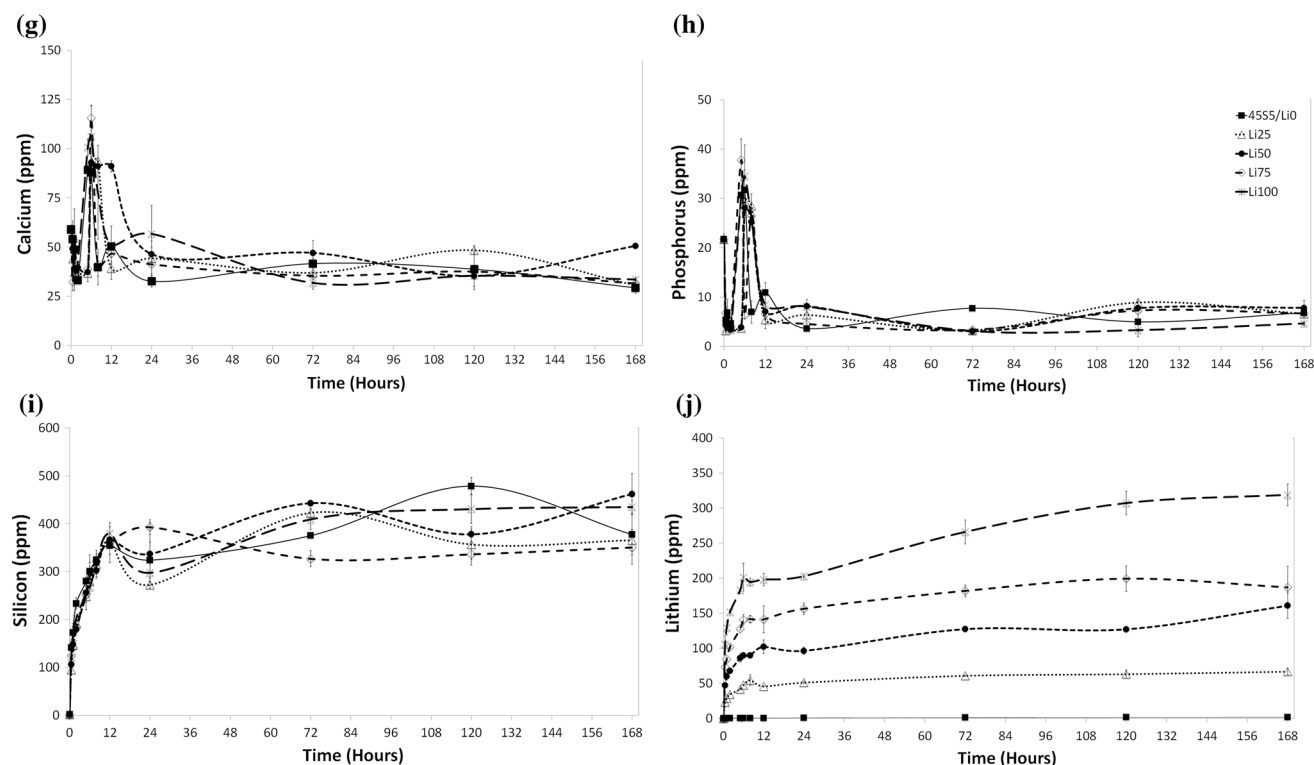 (g)
150
125
100
75
50
25
0
Calcium (ppm)
0 12 24 36 48 60 72 84 96 108 120 132 144 156 168
Time (Hours)
(h)
50
40
30
20
10
0
Phosphorus (ppm)
45S5/Li0
Li25
Li50
Li75
Li100
0 12 24 36 48 60 72 84 96 108 120 132 144 156 168
Time (Hours)
(i)
600
500
400
300
200
100
0
Silicon (ppm)
0 12 24 36 48 60 72 84 96 108 120 132 144 156 168
Time (Hours)
(j)
400
350
300
250
200
150
100
50
0
Lithium (ppm)
0 12 24 36 48 60 72 84 96 108 120 132 144 156 168
Time (Hours)